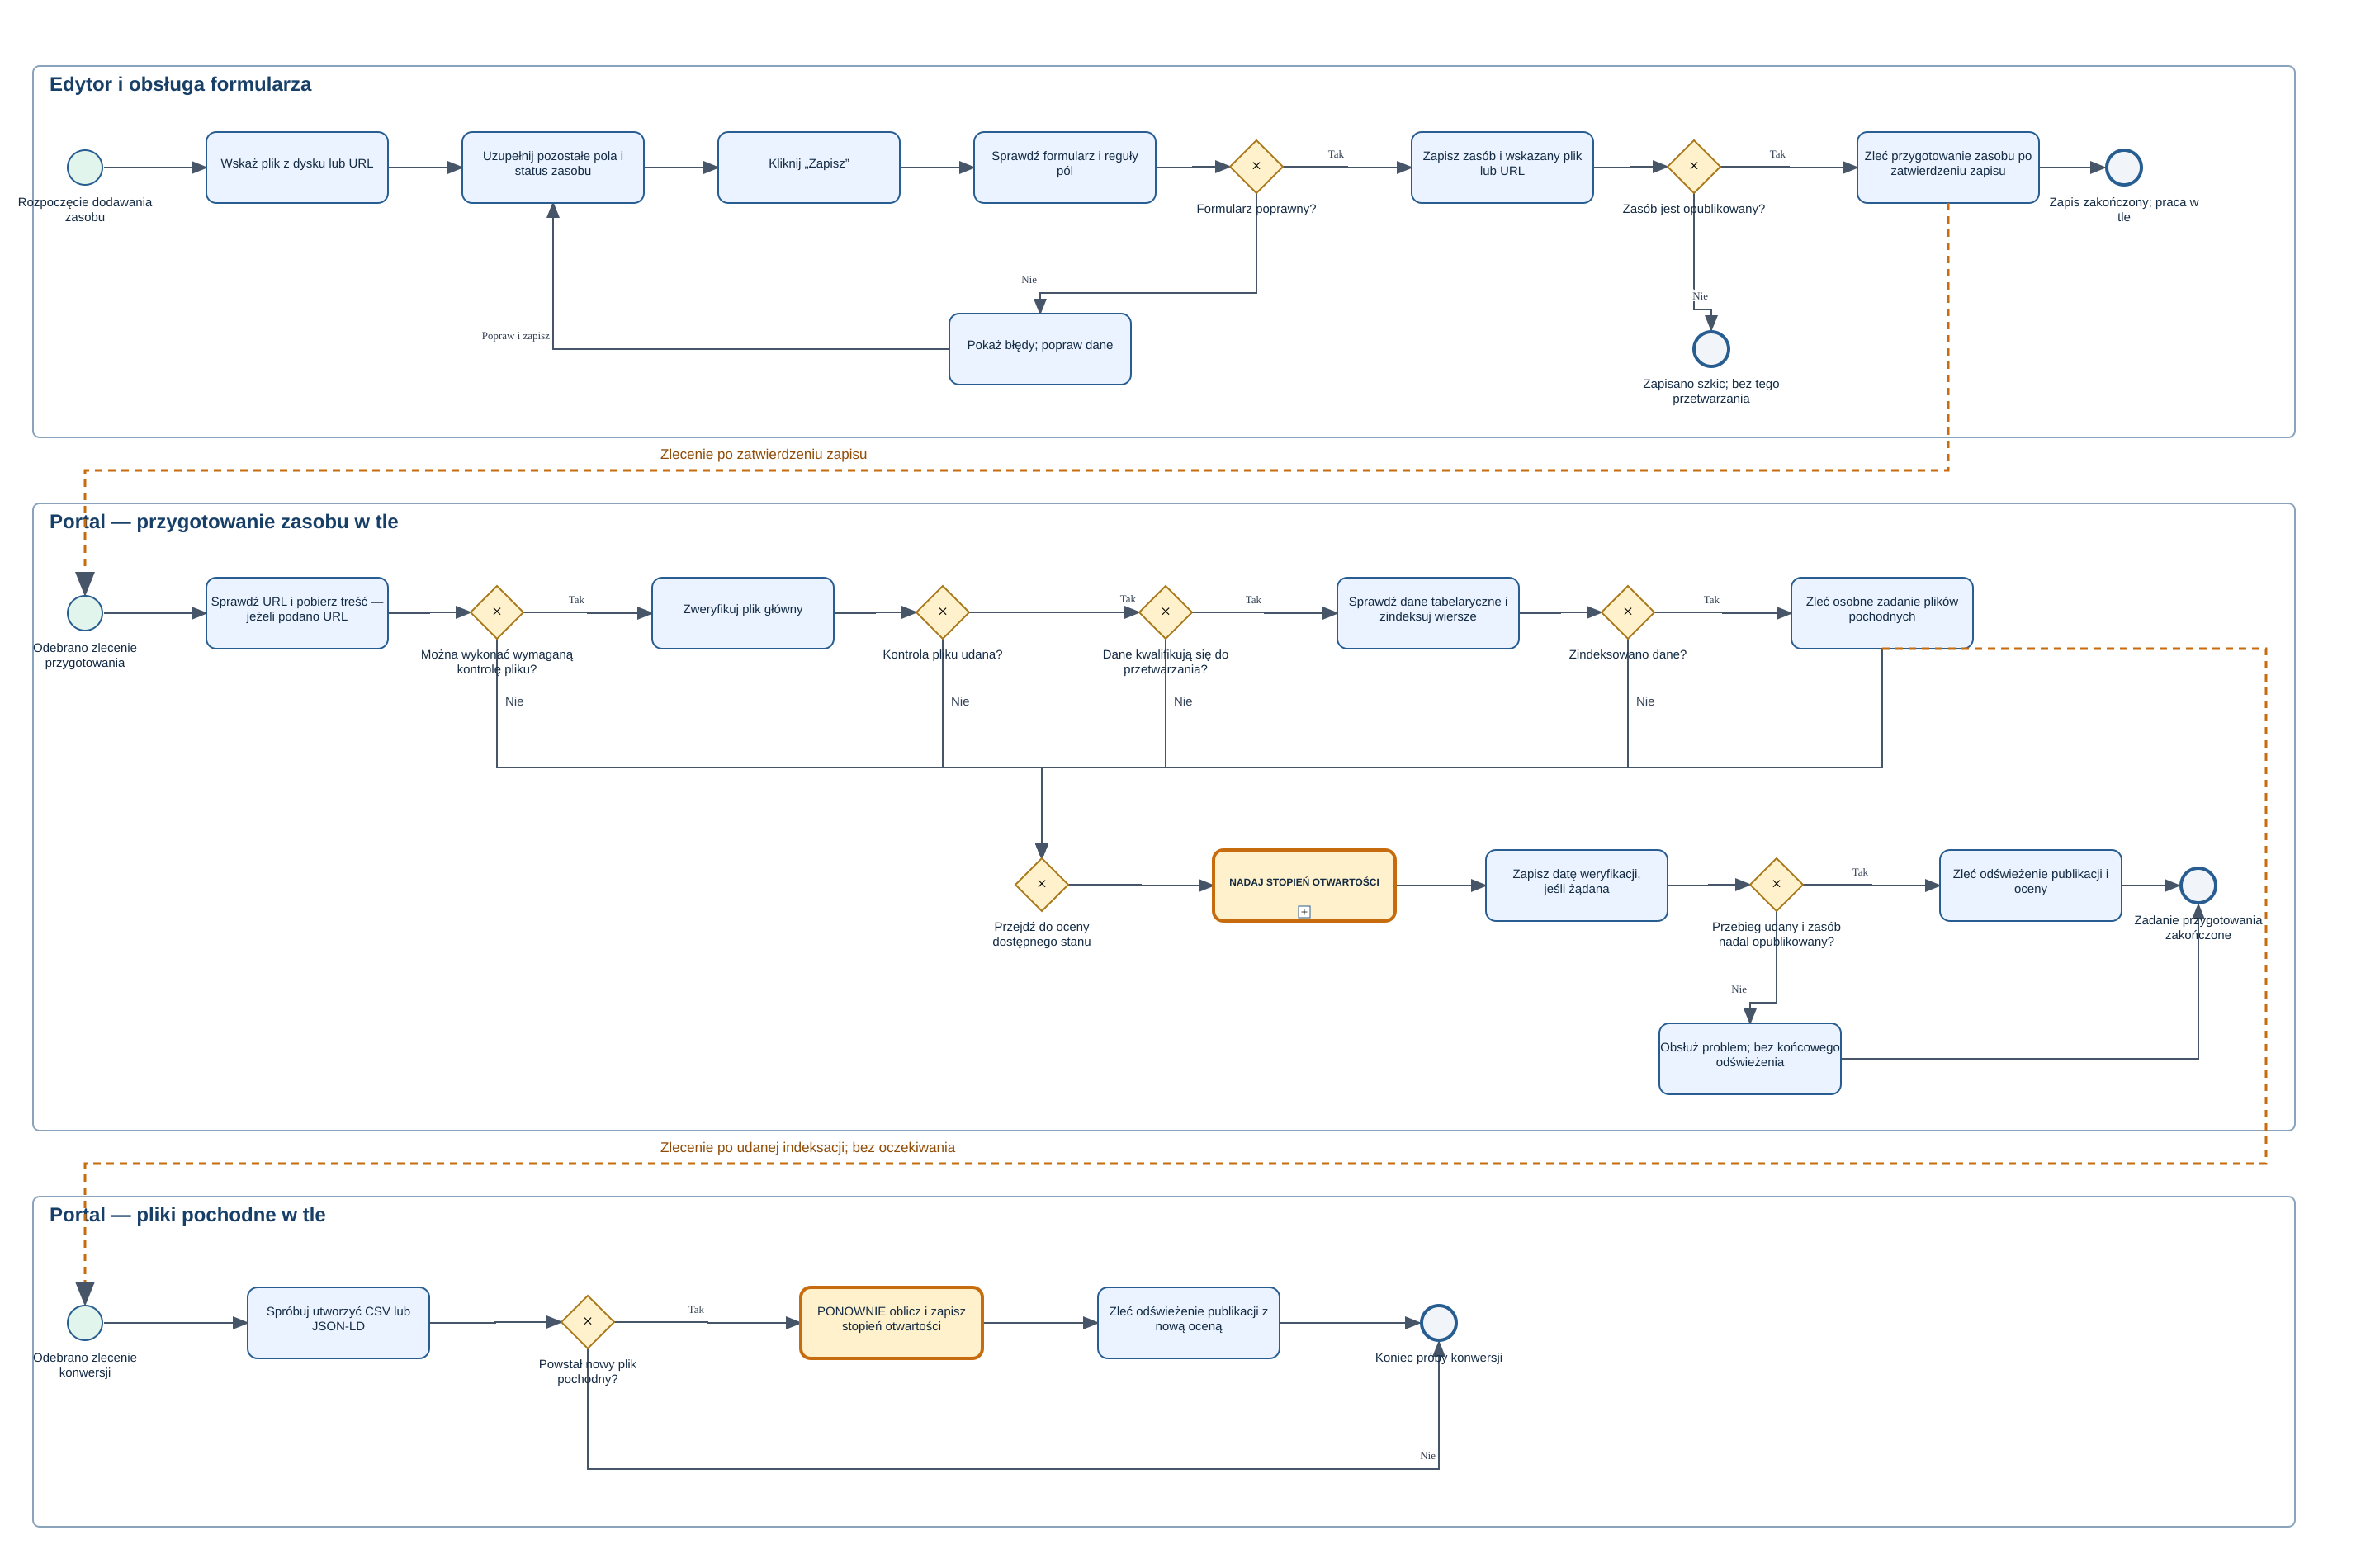 Edytor i obsługa formularza
Rozpoczęcie dodawania
zasobu
Wskaż plik z dysku lub URL
Uzupełnij pozostałe pola i
status zasobu
Kliknij „Zapisz”
Sprawdź formularz i reguły
pól
×
Formularz poprawny?
Tak
Nie
Pokaż błędy; popraw dane
Popraw i zapisz
Zapisz zasób i wskazany plik
lub URL
×
Zasób jest opublikowany?
Tak
Nie
Zapisano szkic; bez tego
przetwarzania
Zleć przygotowanie zasobu po
zatwierdzeniu zapisu
Zapis zakończony; praca w
tle
Zlecenie po zatwierdzeniu zapisu
Portal — przygotowanie zasobu w tle
Odebrano zlecenie
przygotowania
Sprawdź URL i pobierz treść —
jeżeli podano URL
×
Można wykonać wymaganą
kontrolę pliku?
Tak
Nie
Zweryfikuj plik główny
×
Kontrola pliku udana?
Tak
Nie
×
Dane kwalifikują się do
przetwarzania?
Tak
Nie
Sprawdź dane tabelaryczne i
zindeksuj wiersze
×
Zindeksowano dane?
Tak
Nie
Zleć osobne zadanie plików
pochodnych
×
Przejdź do oceny
dostępnego stanu
NADAJ STOPIEŃ OTWARTOŚCI
+
Zapisz datę weryfikacji,
jeśli żądana
×
Przebieg udany i zasób
nadal opublikowany?
Tak
Nie
Zleć odświeżenie publikacji i
oceny
Zadanie przygotowania
zakończone
Obsłuż problem; bez końcowego
odświeżenia
Zlecenie po udanej indeksacji; bez oczekiwania
Portal — pliki pochodne w tle
Odebrano zlecenie
konwersji
Spróbuj utworzyć CSV lub
JSON-LD
×
Powstał nowy plik
pochodny?
Tak
PONOWNIE oblicz i zapisz
stopień otwartości
Zleć odświeżenie publikacji z
nową oceną
Koniec próby konwersji
Nie